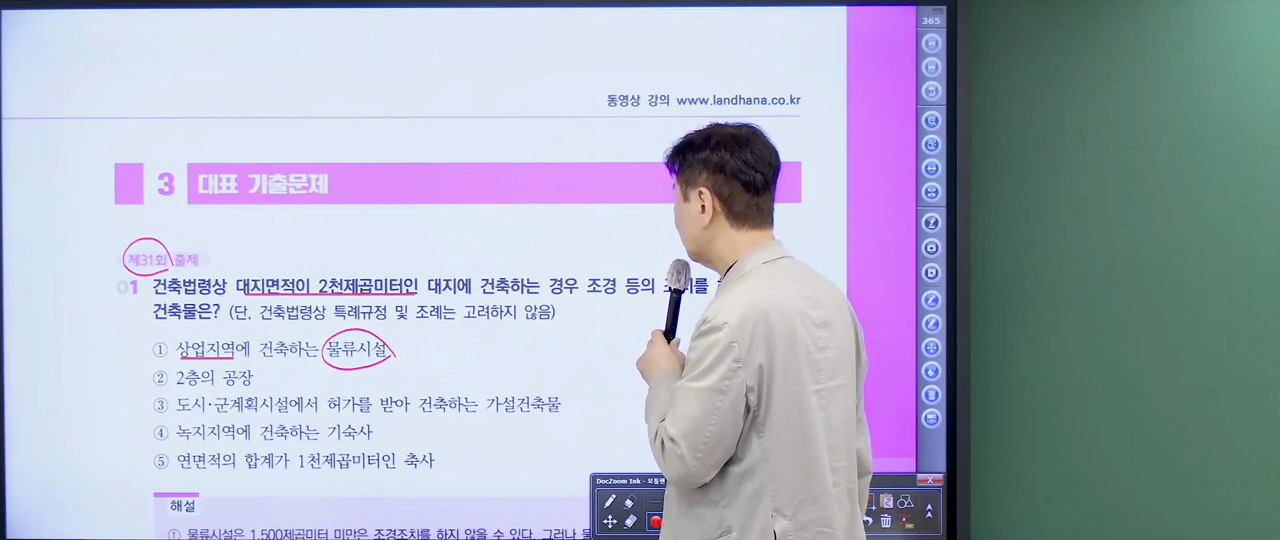 365
동영상 강의 www.landhana.co.kr
3 대표 기출문제
제31회 출제
01 건축법령상 대지면적이 2천제곱미터인 대지에 건축하는 경우 조경 등의
건축물은? (단, 건축법령상 특례규정 및 조례는 고려하지 않음)
① 상업지역에 건축하는 물류시설
② 2층의 공장
③ 도시·군계획시설에서 허가를 받아 건축하는 가설건축물
④ 녹지지역에 건축하는 기숙사
⑤ 연면적의 합계가 1천제곱미터인 축사
DocZoom Ink - 보통펜
해설
① 물류시설은 1,500제곱미터 미만은 조경조치를 하지 않을 수 있다. 그러나